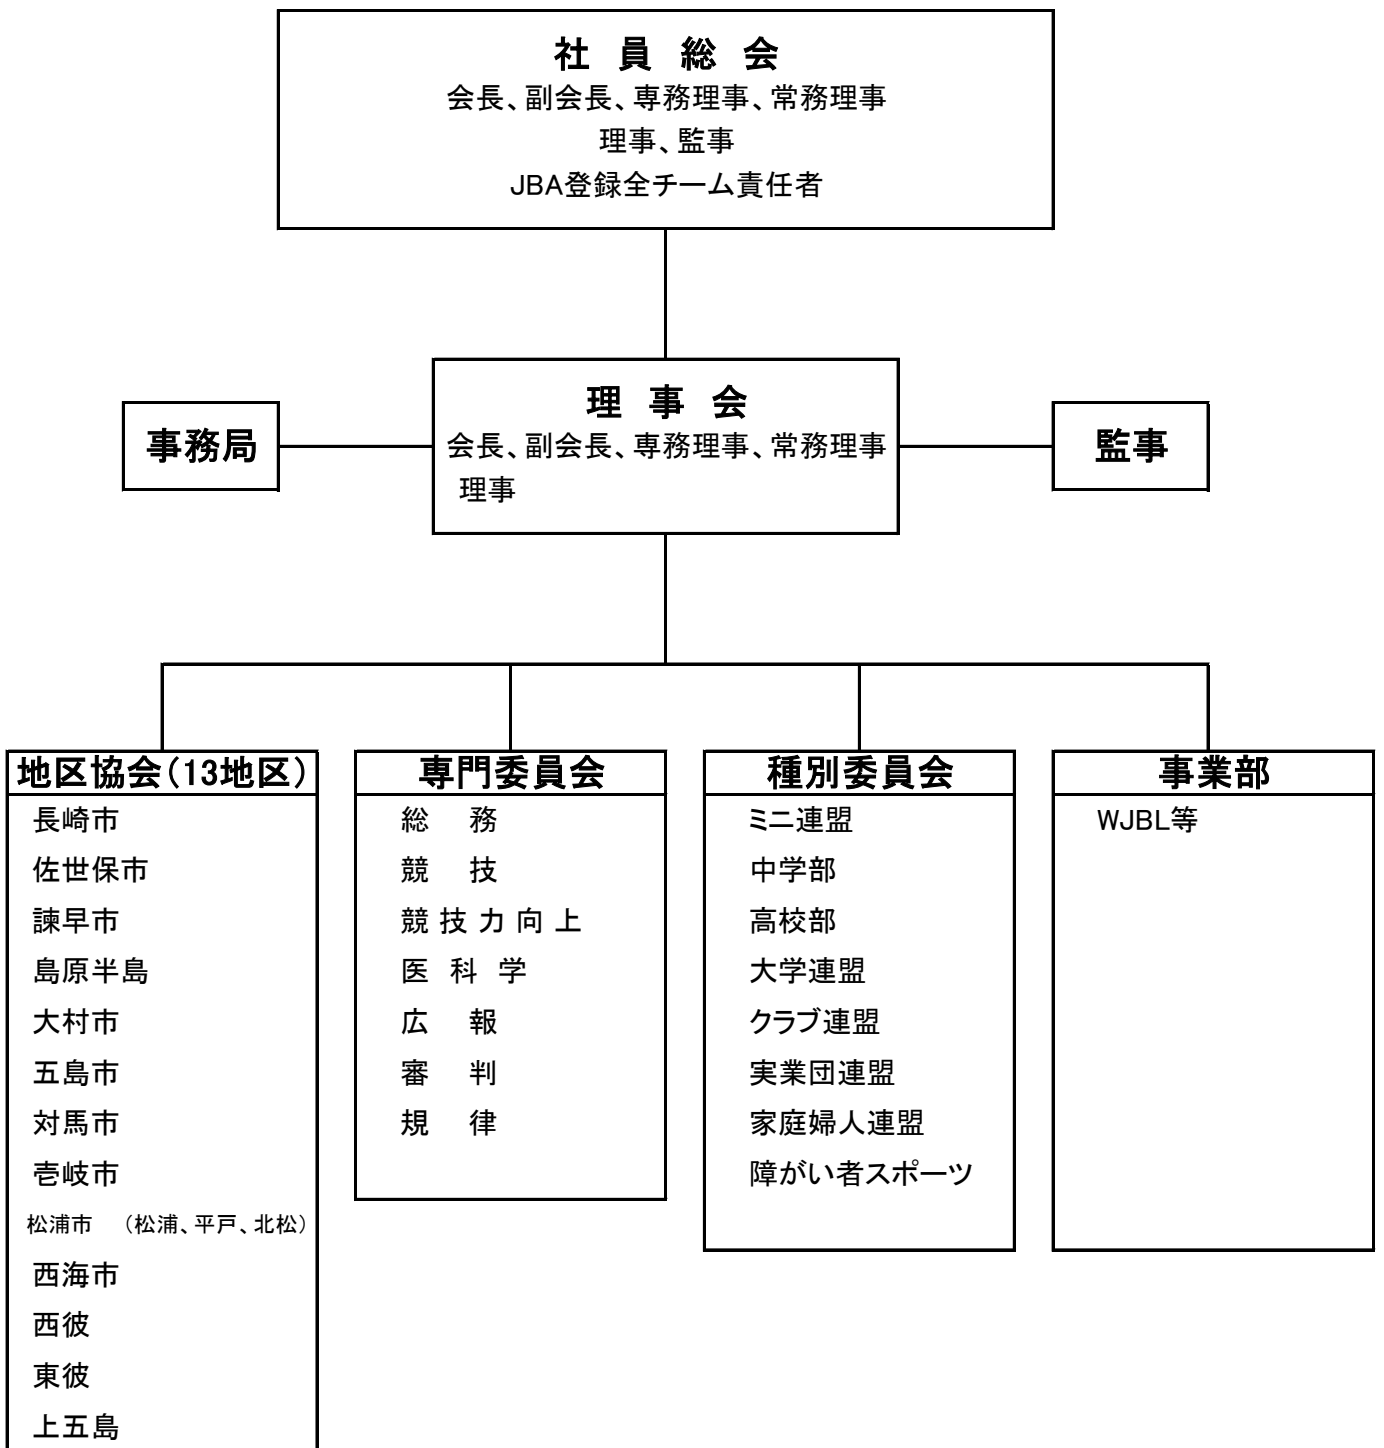 社 員 総 会
会長、副会長、専務理事、常務理事
理事、監事
JBA登録全チーム責任者
理 事 会
会長、副会長、専務理事、常務理事
理事
事務局
監事
地区協会(13地区)
長崎市
佐世保市
諫早市
島原半島
大村市
五島市
対馬市
壱岐市
松浦市 (松浦、平戸、北松)
西海市
西彼
東彼
上五島
専門委員会
総 務
競 技
競 技 力 向 上
医 科 学
広 報
審 判
規 律
種別委員会
ミニ連盟
中学部
高校部
大学連盟
クラブ連盟
実業団連盟
家庭婦人連盟
障がい者スポーツ
事業部
WJBL等